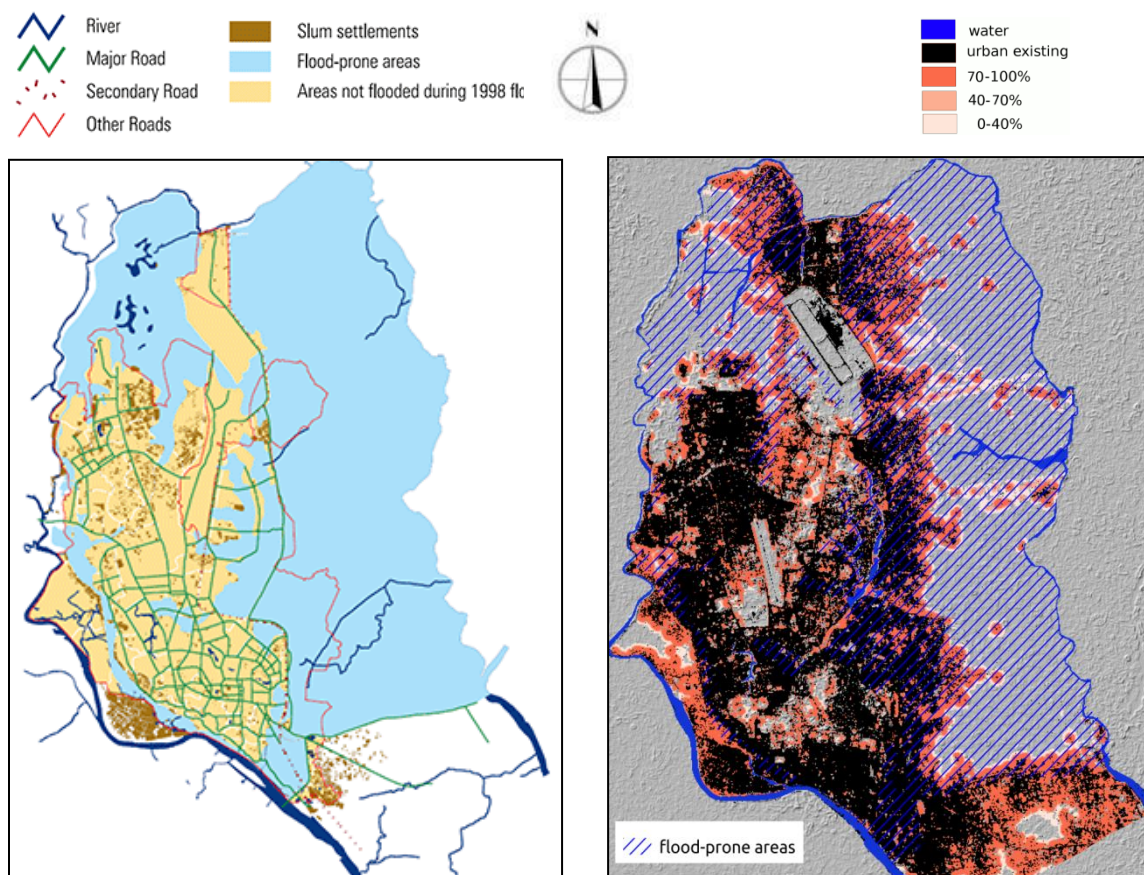 River
Major Road
Secondary Road
Other Roads
Slum settlements
Flood-prone areas
Areas not flooded during 1998 flc
N
water
urban existing
70-100%
40-70%
0-40%
flood-prone areas